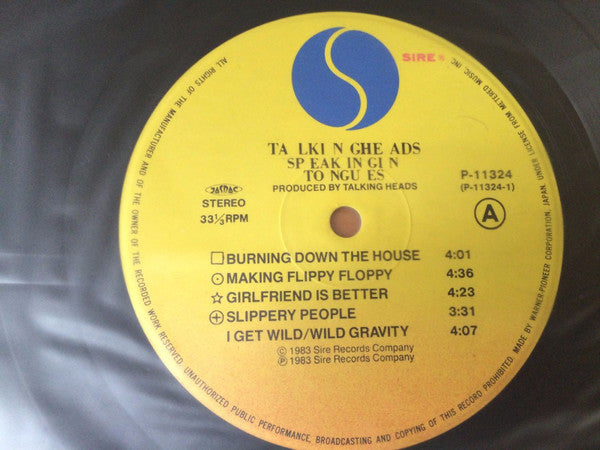 SIRE®
TA LKI N GHE ADS
SP EAK IN GI N
TO NGU ES
PRODUCED BY TALKING HEADS
JASRAC
STEREO
33⅓RPM
P-11324
(P-11324-1)
A
□BURNING DOWN THE HOUSE 4:01
⊙MAKING FLIPPY FLOPPY 4:36
☆GIRLFRIEND IS BETTER 4:23
⊕SLIPPERY PEOPLE 3:31
I GET WILD/WILD GRAVITY 4:07
© 1983 Sire Records Company
℗ 1983 Sire Records Company
ALL RIGHTS OF THE MANUFACTURER AND OF THE OWNER OF THE RECORDED WORK RESERVED. UNAUTHORIZED PUBLIC PERFORMANCE, BROADCASTING AND COPYING OF THIS RECORD PROHIBITED. MADE BY WARNER-PIONEER CORPORATION, JAPAN. UNDER LICENSE FROM METERED MUSIC INC.